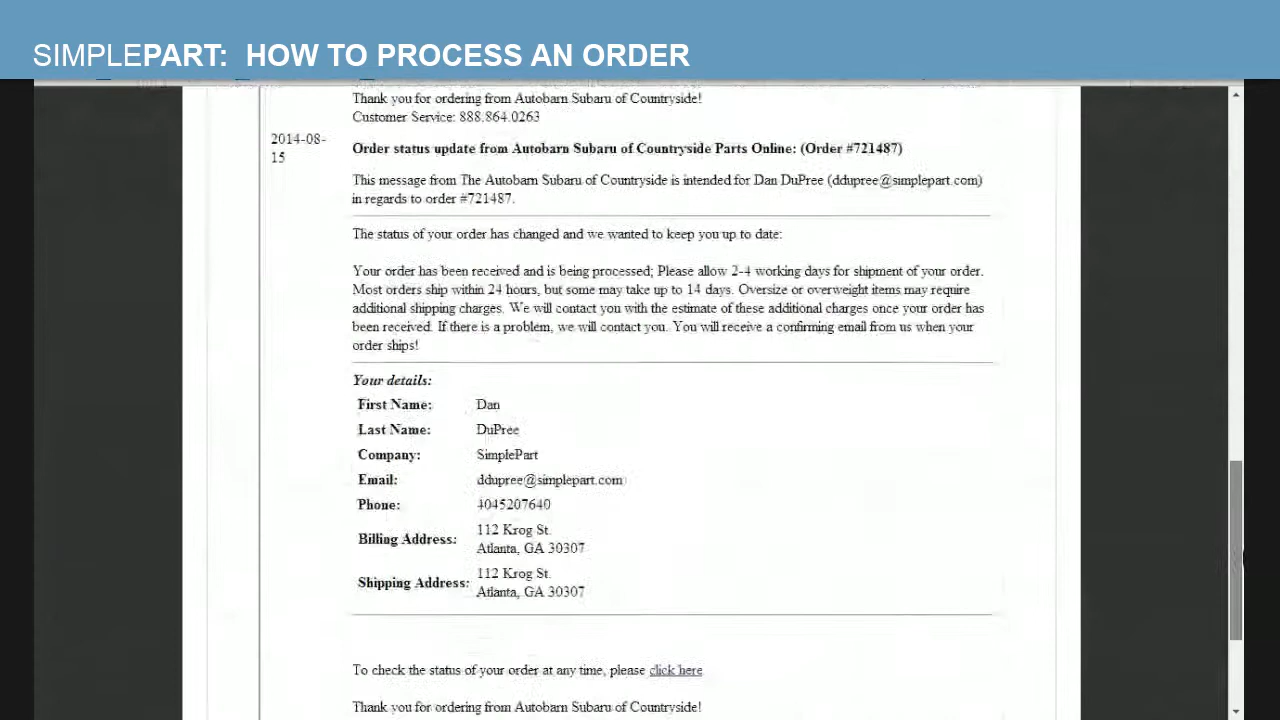 SIMPLEPART: HOW TO PROCESS AN ORDER
Thank you for ordering from Autobarn Subaru of Countryside!
Customer Service: 888.864.0263
2014-08-
15
Order status update from Autobarn Subaru of Countryside Parts Online: (Order #721487)
This message from The Autobarn Subaru of Countryside is intended for Dan DuPree (ddupree@simplepart.com)
in regards to order #721487.
The status of your order has changed and we wanted to keep you up to date:
Your order has been received and is being processed; Please allow 2-4 working days for shipment of your order.
Most orders ship within 24 hours, but some may take up to 14 days. Oversize or overweight items may require
additional shipping charges. We will contact you with the estimate of these additional charges once your order has
been received. If there is a problem, we will contact you. You will receive a confirming email from us when your
order ships!
Your details:
First Name: Dan
Last Name: DuPree
Company: SimplePart
Email: ddupree@simplepart.com
Phone: 4045207640
Billing Address: 112 Krog St.
Atlanta, GA 30307
Shipping Address: 112 Krog St.
Atlanta, GA 30307
To check the status of your order at any time, please click here
Thank you for ordering from Autobarn Subaru of Countryside!